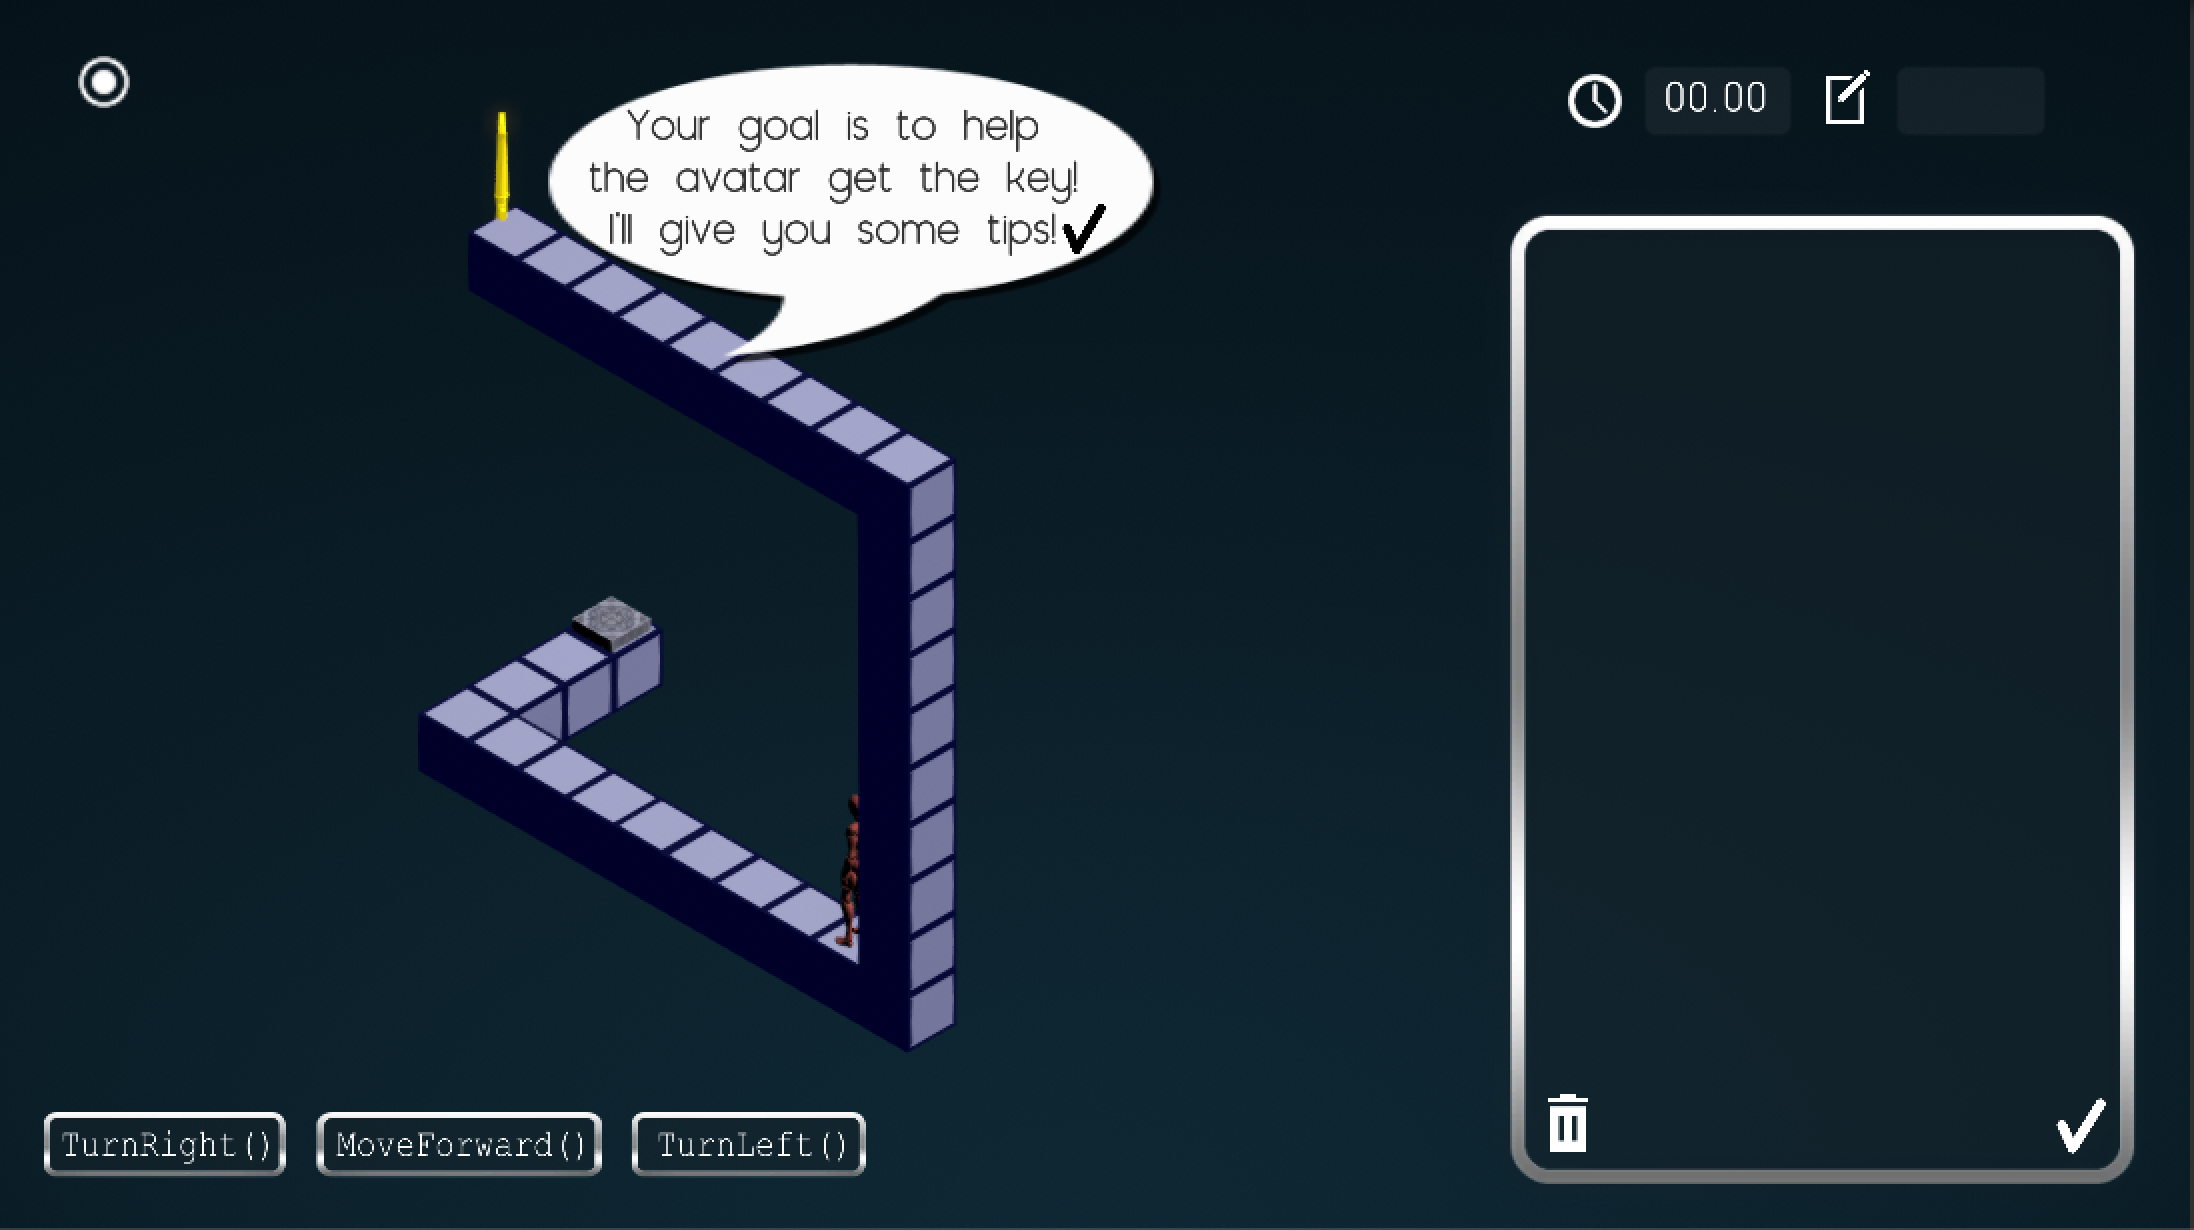 Your goal is to help
the avatar get the key!
I'll give you some tips!
00.00
TurnRight()
MoveForward()
TurnLeft()